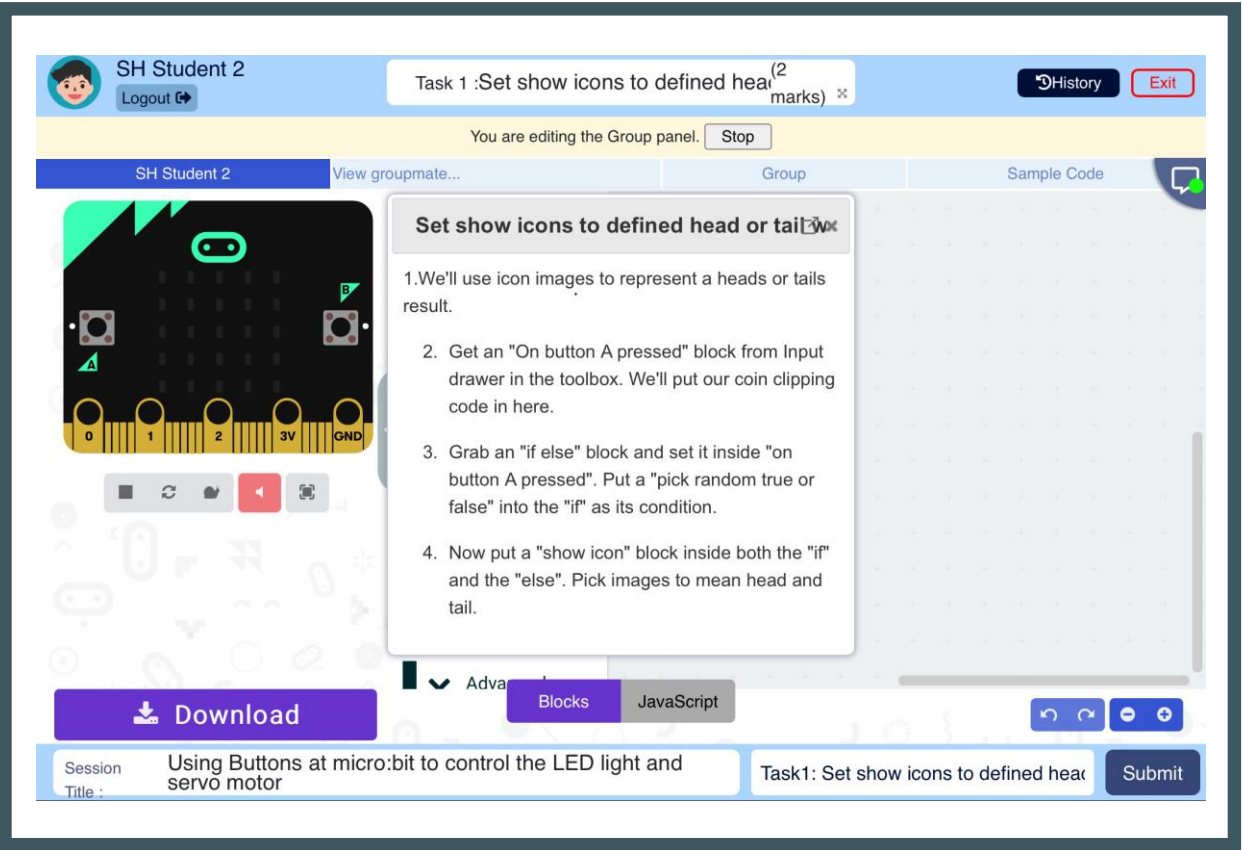 SH Student 2
Logout
Task 1 :Set show icons to defined hea
(2
marks)
History
Exit
You are editing the Group panel.
Stop
SH Student 2
View groupmate...
Group
Sample Code
B
A
0
1
2
3V
GND
Set show icons to defined head or tail
1.We'll use icon images to represent a heads or tails
result.
2. Get an "On button A pressed" block from Input
drawer in the toolbox. We'll put our coin clipping
code in here.
3. Grab an "if else" block and set it inside "on
button A pressed". Put a "pick random true or
false" into the "if" as its condition.
4. Now put a "show icon" block inside both the "if"
and the "else". Pick images to mean head and
tail.
Blocks
JavaScript
Download
Session
Title :
Using Buttons at micro:bit to control the LED light and
servo motor
Task1: Set show icons to defined heac
Submit